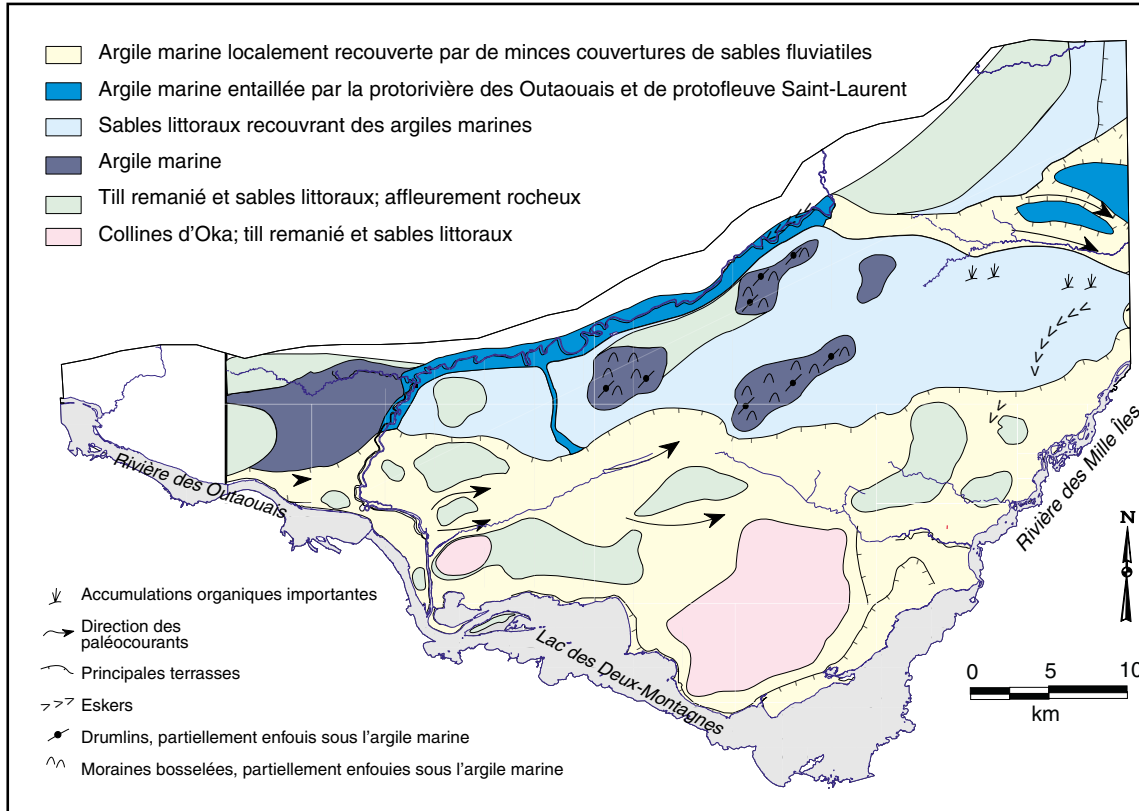 Argile marine localement recouverte par de minces couvertures de sables fluviatiles
Argile marine entaillée par la protorivière des Outaouais et de protofleuve Saint-Laurent
Sables littoraux recouvrant des argiles marines
Argile marine
Till remanié et sables littoraux; affleurement rocheux
Collines d'Oka; till remanié et sables littoraux
Rivière des Outaouais
Lac des Deux-Montagnes
Rivière des Mille Îles
Accumulations organiques importantes
Direction des
paléocourants
Principales terrasses
Eskers
Drumlins, partiellement enfouis sous l'argile marine
Moraines bosselées, partiellement enfouies sous l'argile marine
N
0 5 10
km